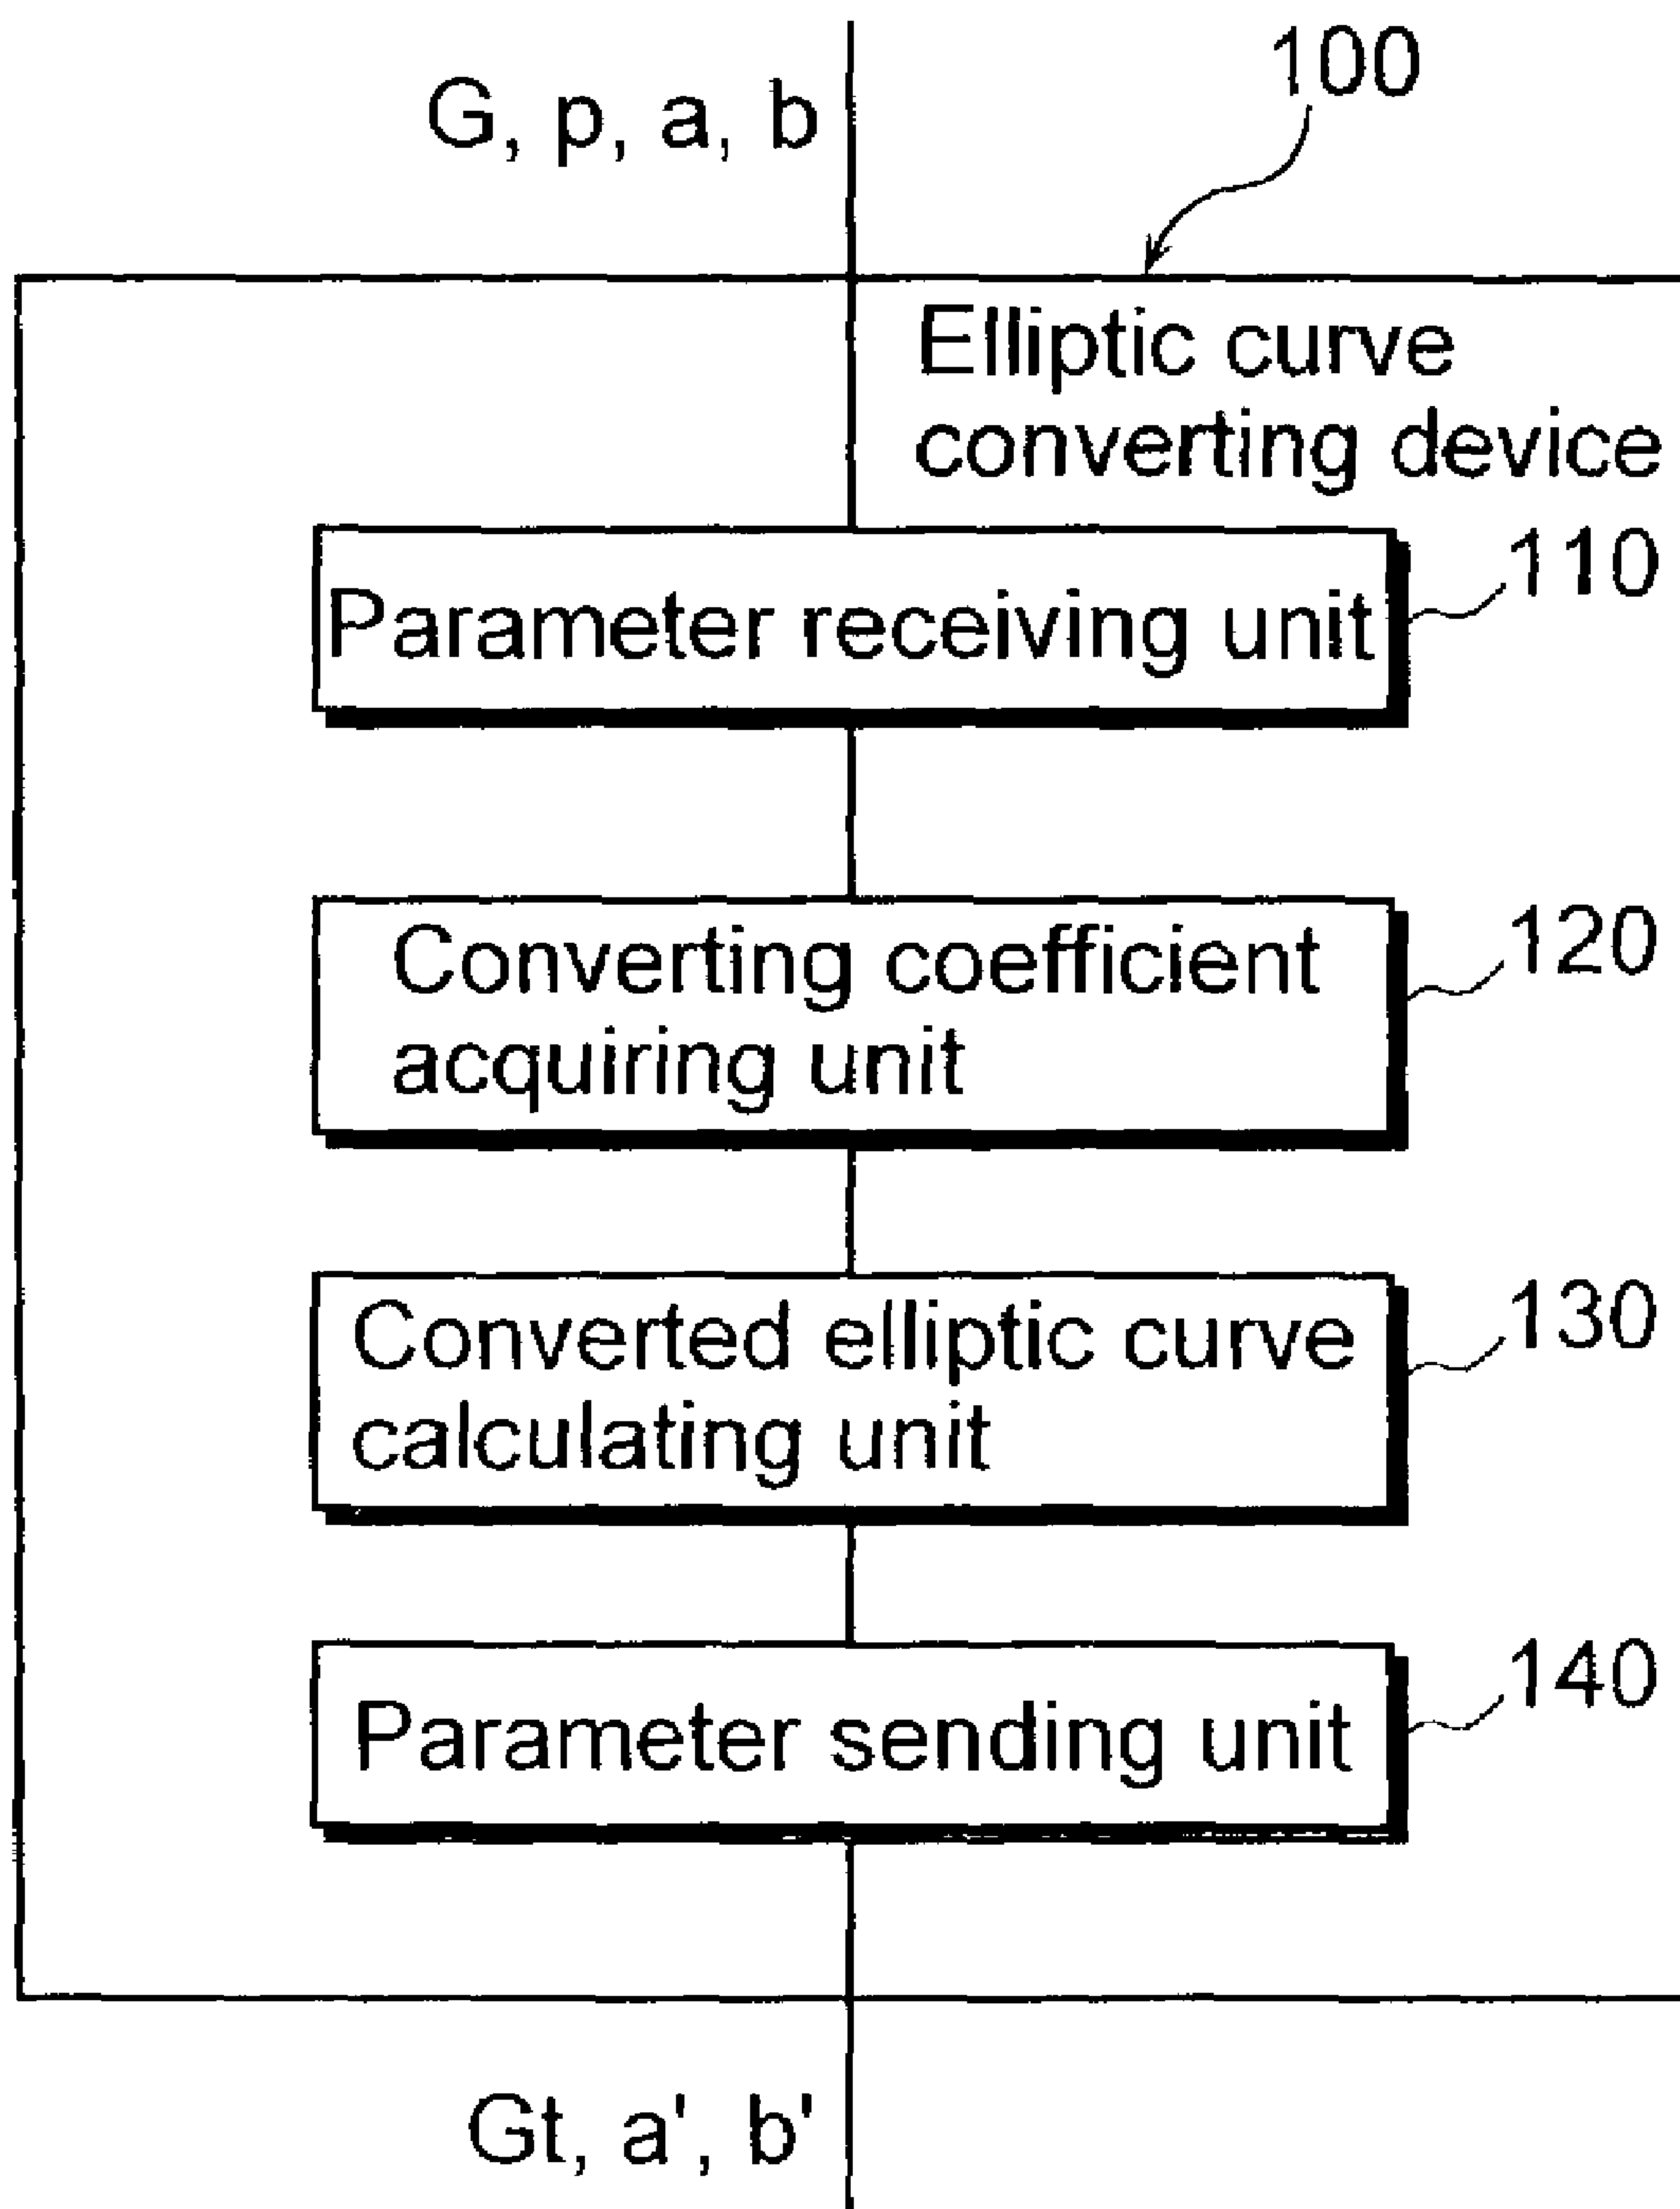 100
G, p, a, b
Elliptic curve
converting device
110
Parameter receiving unit
120
Converting coefficient
acquiring unit
130
Converted elliptic curve
calculating unit
140
Parameter sending unit
Gt, a', b'